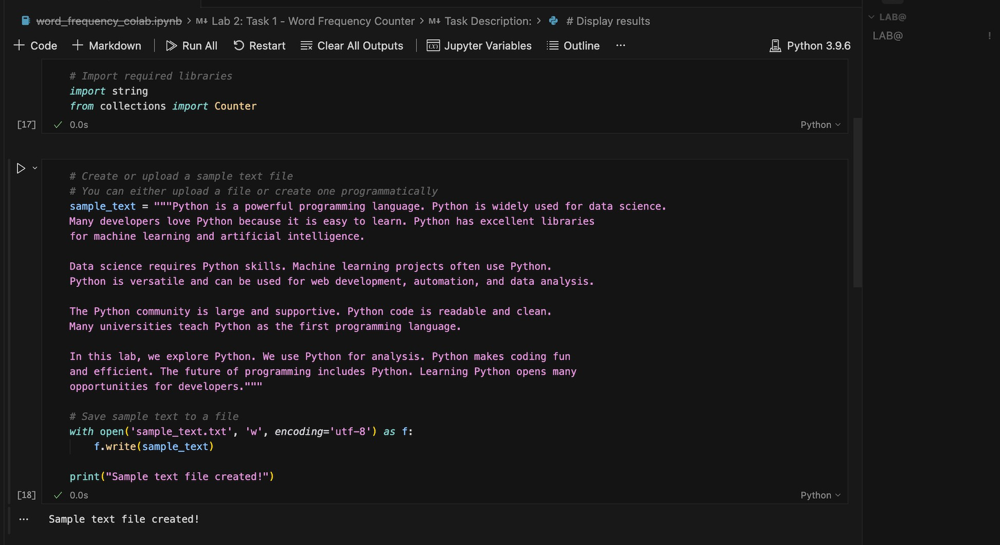 word_frequency_colab.ipynb > M↓ Lab 2: Task 1 - Word Frequency Counter > M↓ Task Description: > # Display results
LAB@
LAB@ !
+ Code + Markdown | Run All Restart Clear All Outputs | Jupyter Variables Outline ··· Python 3.9.6
# Import required libraries
import string
from collections import Counter
[17] ✓ 0.0s Python
# Create or upload a sample text file
# You can either upload a file or create one programmatically
sample_text = """Python is a powerful programming language. Python is widely used for data science.
Many developers love Python because it is easy to learn. Python has excellent libraries
for machine learning and artificial intelligence.

Data science requires Python skills. Machine learning projects often use Python.
Python is versatile and can be used for web development, automation, and data analysis.

The Python community is large and supportive. Python code is readable and clean.
Many universities teach Python as the first programming language.

In this lab, we explore Python. We use Python for analysis. Python makes coding fun
and efficient. The future of programming includes Python. Learning Python opens many
opportunities for developers."""

# Save sample text to a file
with open('sample_text.txt', 'w', encoding='utf-8') as f:
    f.write(sample_text)

print("Sample text file created!")
[18] ✓ 0.0s Python
··· Sample text file created!